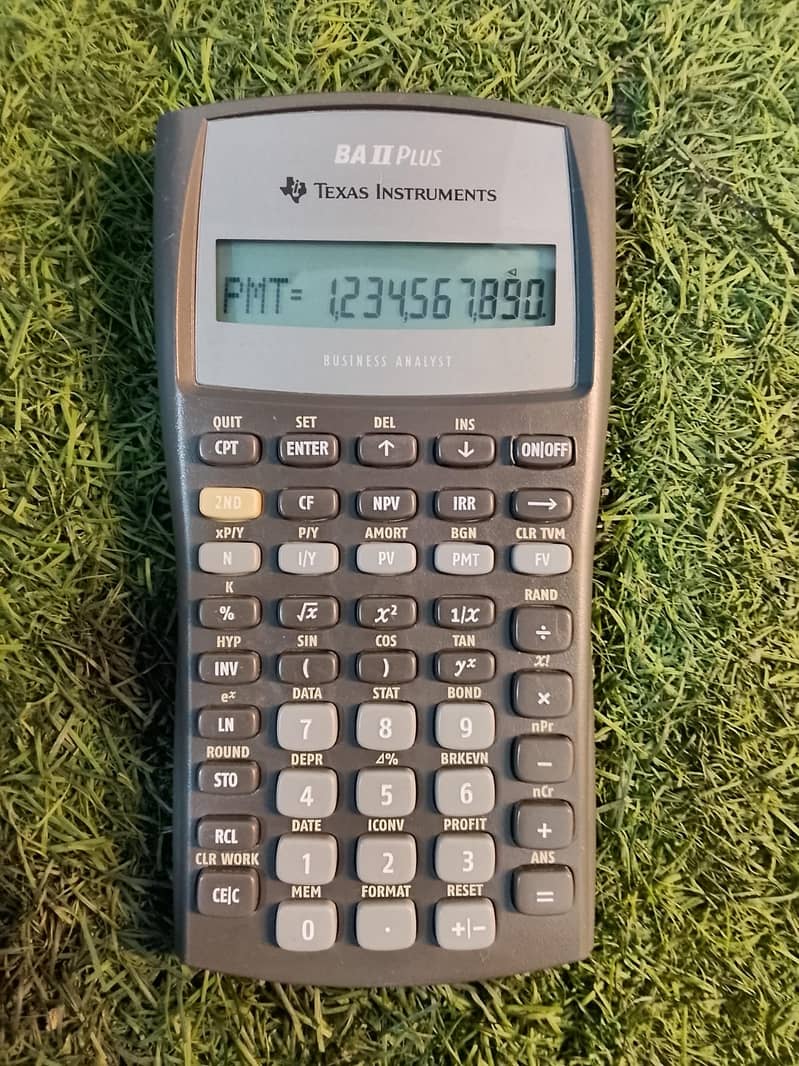 BA II PLUS
TEXAS INSTRUMENTS
PMT= 1,234,567,890.
BUSINESS ANALYST
QUIT SET DEL INS
CPT ENTER ↑ ↓ ON|OFF
2ND CF NPV IRR →
xP/Y P/Y AMORT BGN CLR TVM
N I/Y PV PMT FV
K RAND
% √x x² 1/x ÷
HYP SIN COS TAN x!
INV ( ) yˣ ×
eˣ DATA STAT BOND nPr
LN 7 8 9 −
ROUND DEPR Δ% BRKEVN nCr
STO 4 5 6 +
DATE ICONV PROFIT ANS
RCL 1 2 3 =
CLR WORK MEM FORMAT RESET
CE|C 0 . +|−